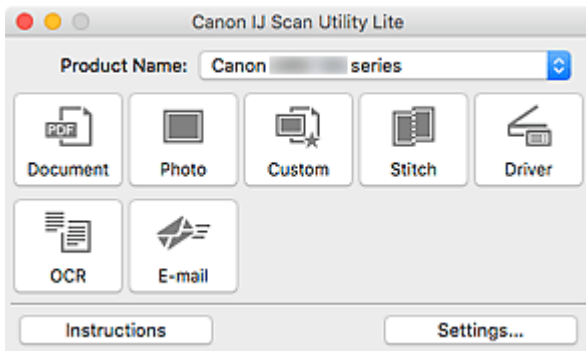 Canon IJ Scan Utility Lite
Product Name: Canon series
PDF
Document Photo Custom Stitch Driver
OCR E-mail
Instructions Settings...